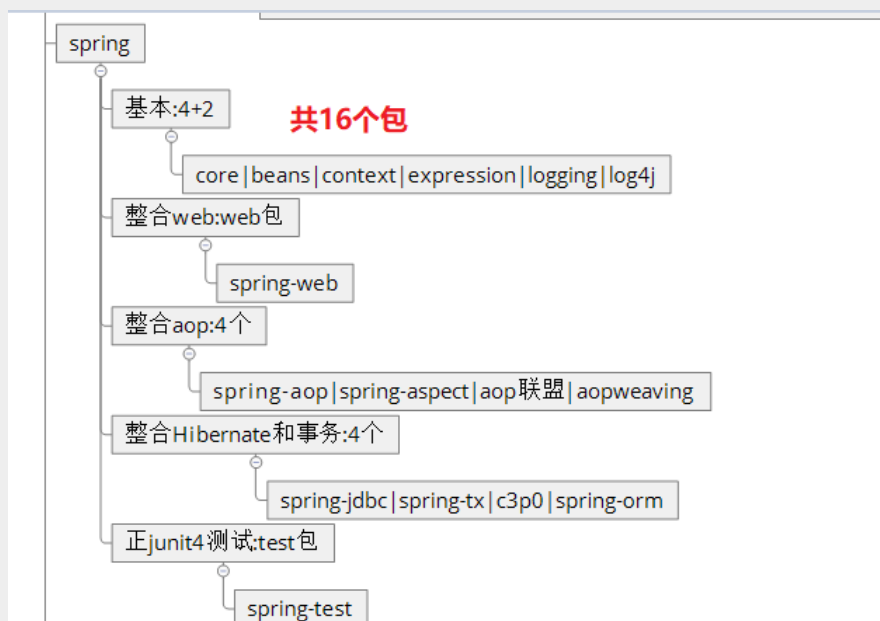 spring
基本:4+2
共16个包
core|beans|context|expression|logging|log4j
整合web:web包
spring-web
整合aop:4个
spring-aop|spring-aspect|aop联盟|aopweaving
整合Hibernate和事务:4个
spring-jdbc|spring-tx|c3p0|spring-orm
正junit4测试:test包
spring-test